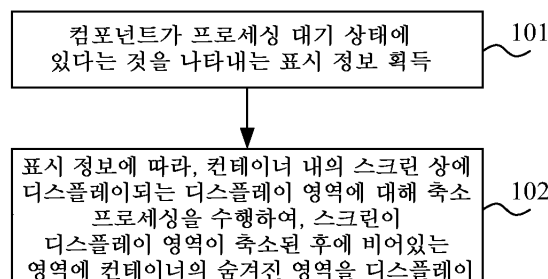 컴포넌트가 프로세싱 대기 상태에
있다는 것을 나타내는 표시 정보 획득
101
표시 정보에 따라, 컨테이너 내의 스크린 상에
디스플레이되는 디스플레이 영역에 대해 축소
프로세싱을 수행하여, 스크린이
디스플레이 영역이 축소된 후에 비어있는
영역에 컨테이너의 숨겨진 영역을 디스플레이
102